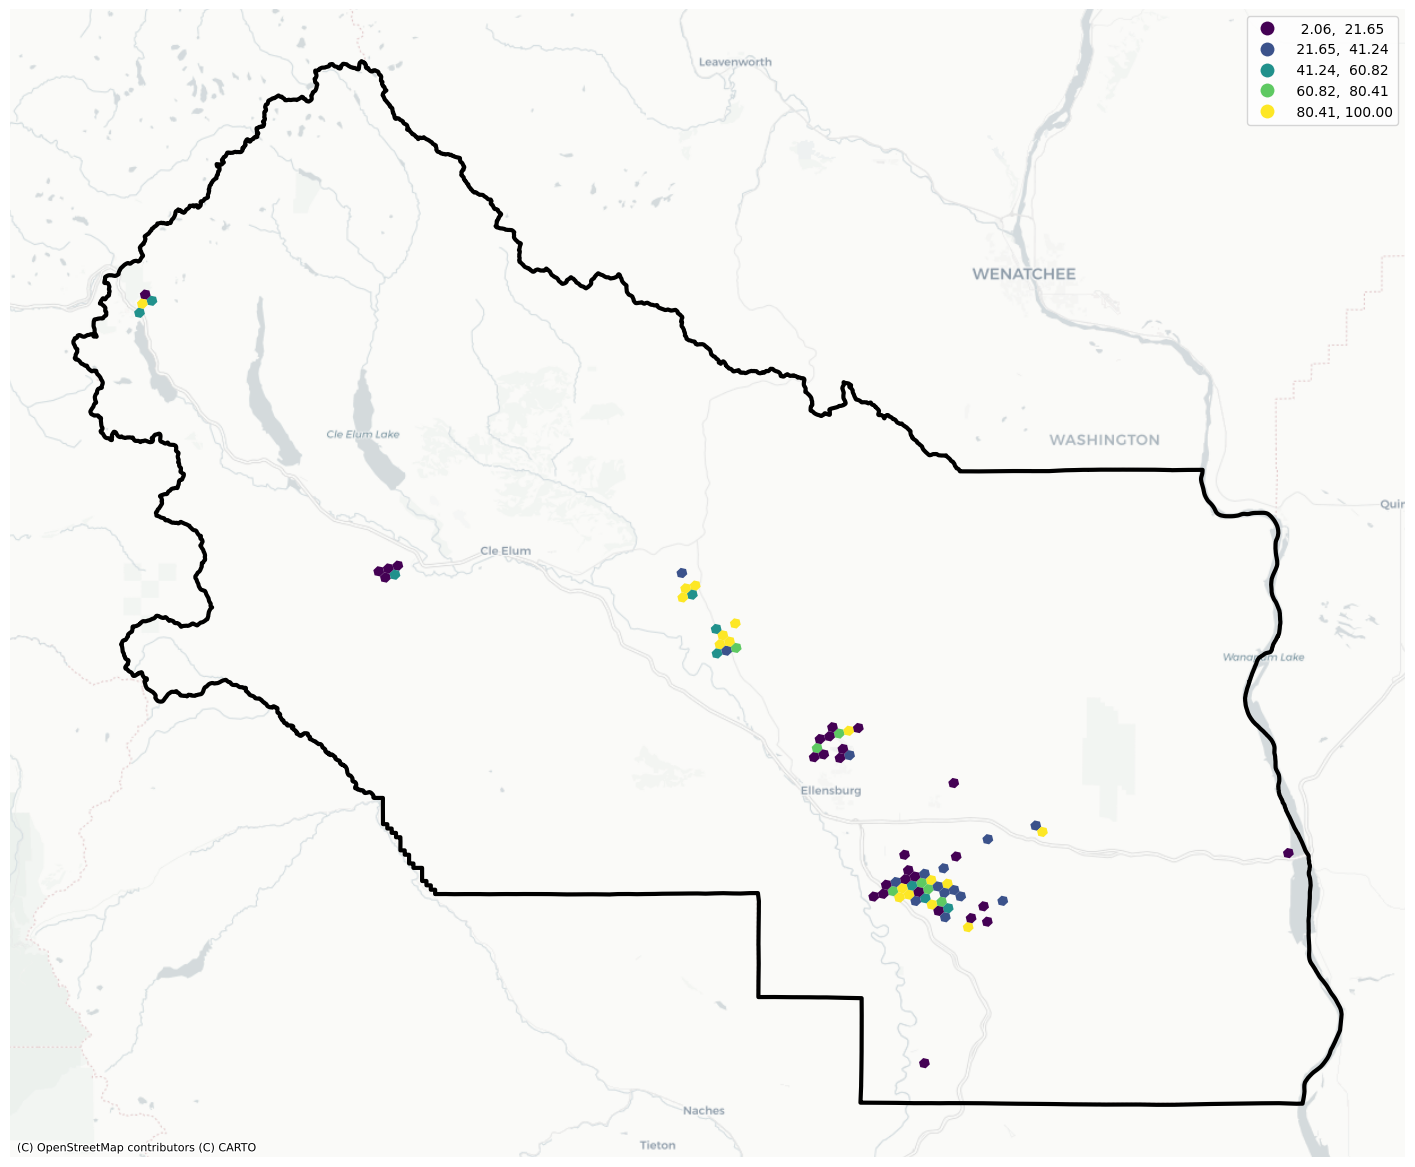 Leavenworth
2.06, 21.65
21.65, 41.24
41.24, 60.82
60.82, 80.41
80.41, 100.00
WENATCHEE
Cle Elum Lake
WASHINGTON
Quin
Cle Elum
Wanapum Lake
Ellensburg
Naches
Tieton
(C) OpenStreetMap contributors (C) CARTO